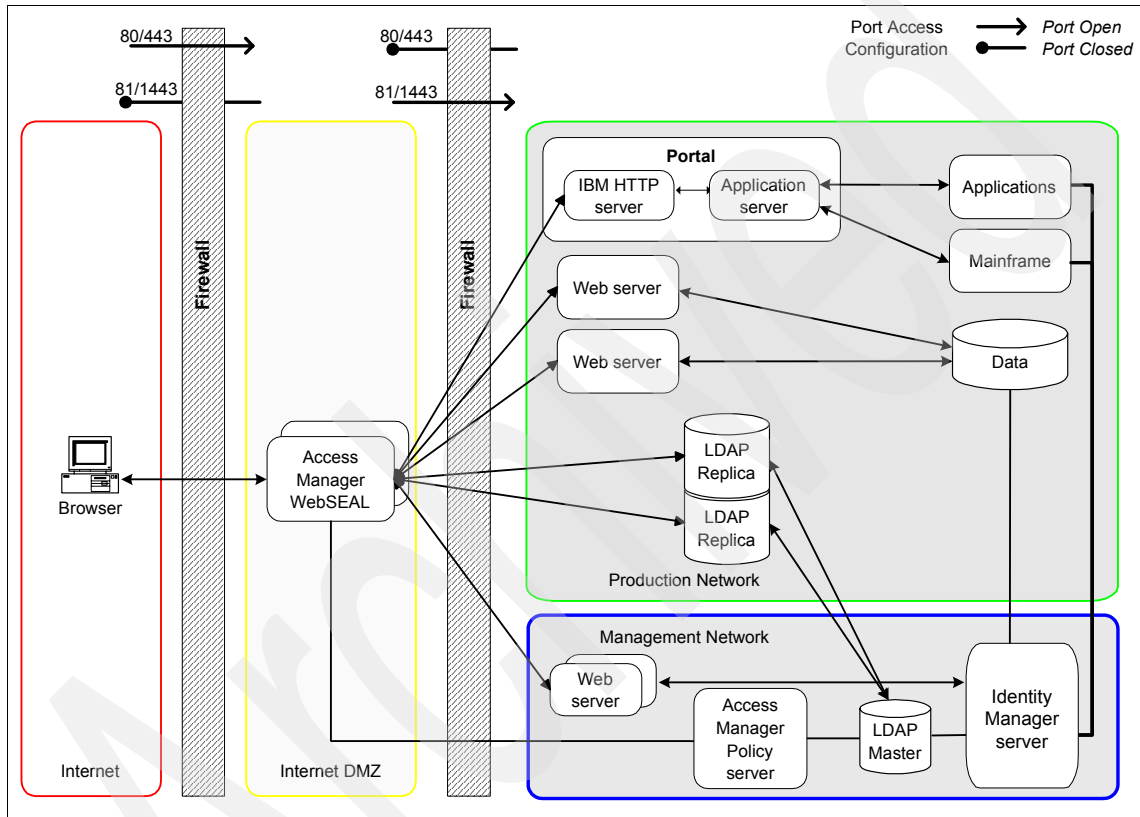 80/443
80/443
Port Access
Configuration
Port Open
Port Closed
81/1443
81/1443
Firewall
Firewall
Portal
IBM HTTP
server
Application
server
Applications
Mainframe
Web server
Web server
Data
LDAP
Replica
LDAP
Replica
Production Network
Browser
Access
Manager
WebSEAL
Management Network
Web
server
Access
Manager
Policy
server
LDAP
Master
Identity
Manager
server
Internet
Internet DMZ
Archived